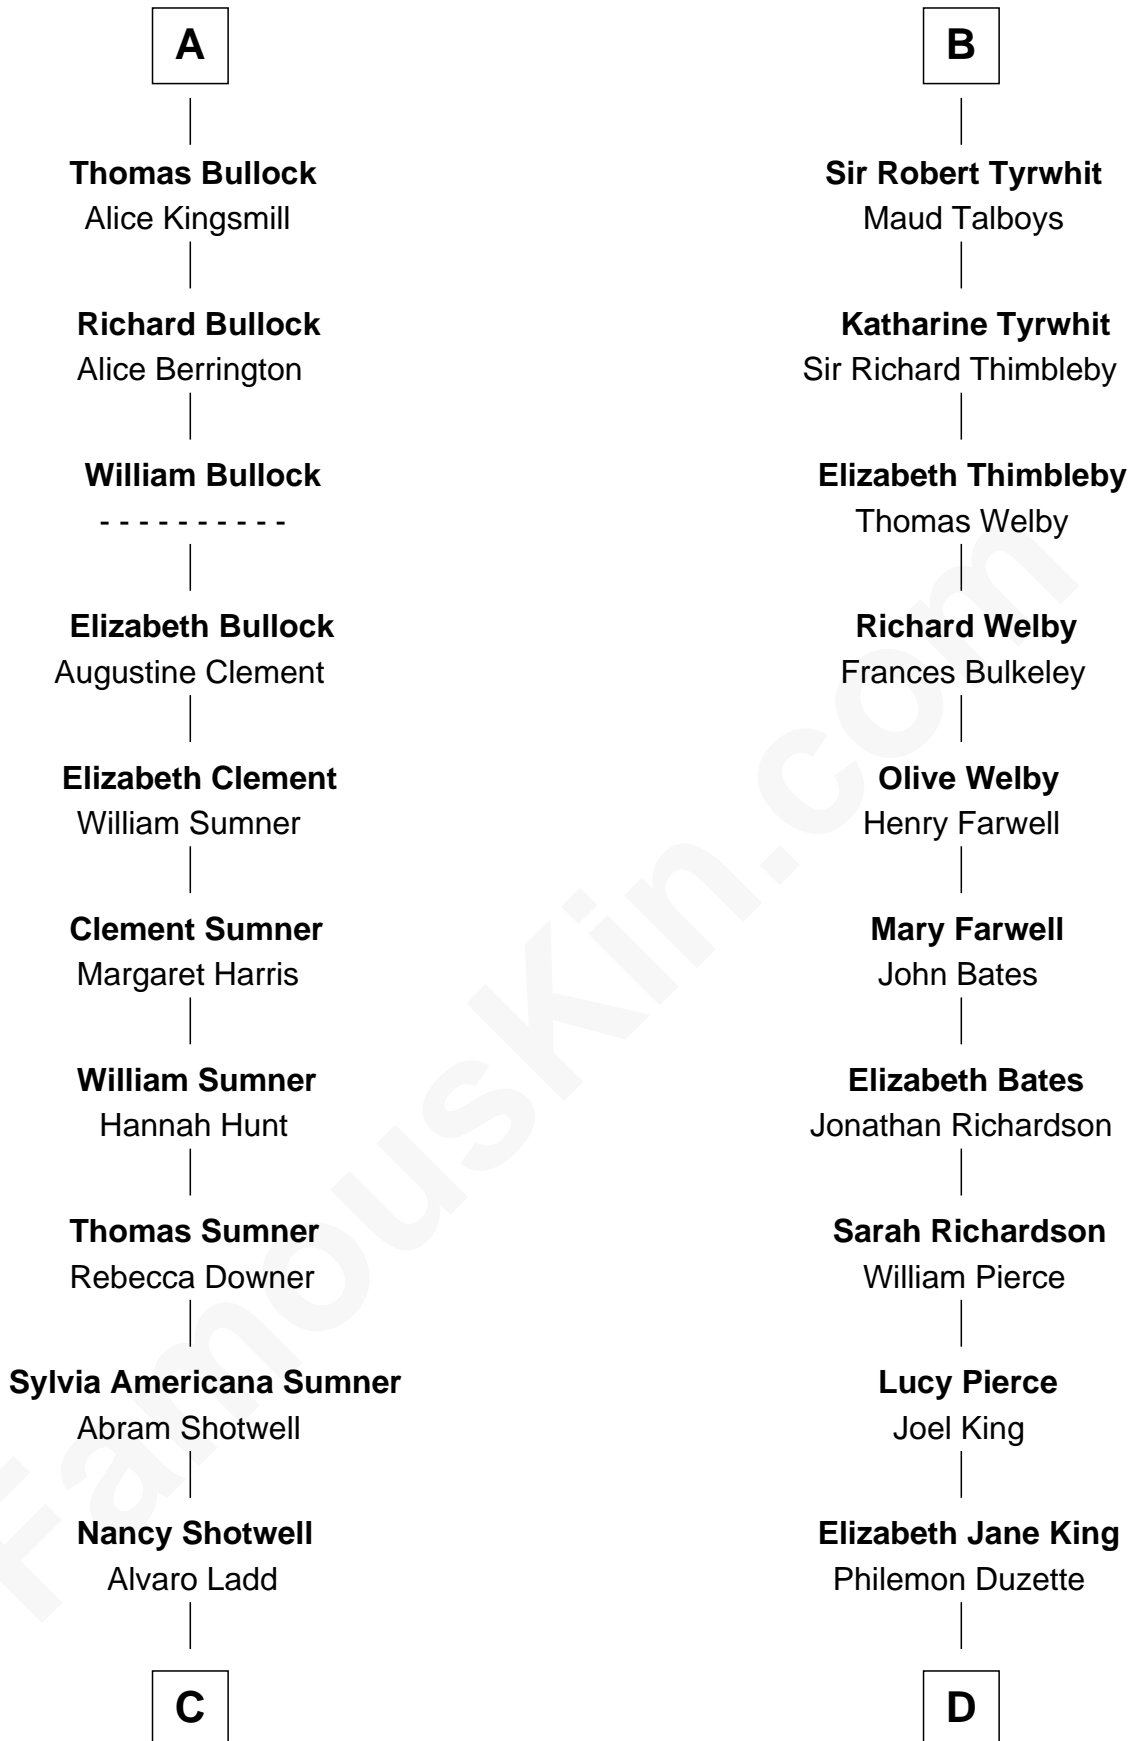 A
Thomas Bullock
Alice Kingsmill
Richard Bullock
Alice Berrington
William Bullock
- - - - - - - - - -
Elizabeth Bullock
Augustine Clement
Elizabeth Clement
William Sumner
Clement Sumner
Margaret Harris
William Sumner
Hannah Hunt
Thomas Sumner
Rebecca Downer
Sylvia Americana Sumner
Abram Shotwell
Nancy Shotwell
Alvaro Ladd
C
B
Sir Robert Tyrwhit
Maud Talboys
Katharine Tyrwhit
Sir Richard Thimbleby
Elizabeth Thimbleby
Thomas Welby
Richard Welby
Frances Bulkeley
Olive Welby
Henry Farwell
Mary Farwell
John Bates
Elizabeth Bates
Jonathan Richardson
Sarah Richardson
William Pierce
Lucy Pierce
Joel King
Elizabeth Jane King
Philemon Duzette
D
FamousKin.com